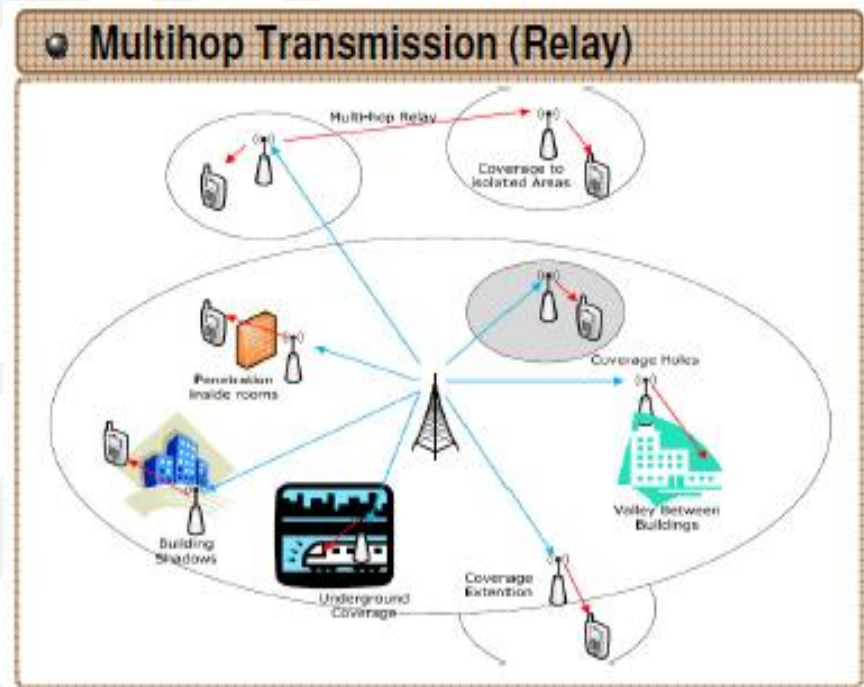 Multihop Transmission (Relay)
Multi-hop Relay
Coverage to
isolated Areas
Coverage Holes
Penetration
Inside rooms
Valley Between
Buildings
Building
Shadows
Coverage
Extention
Underground
Coverage